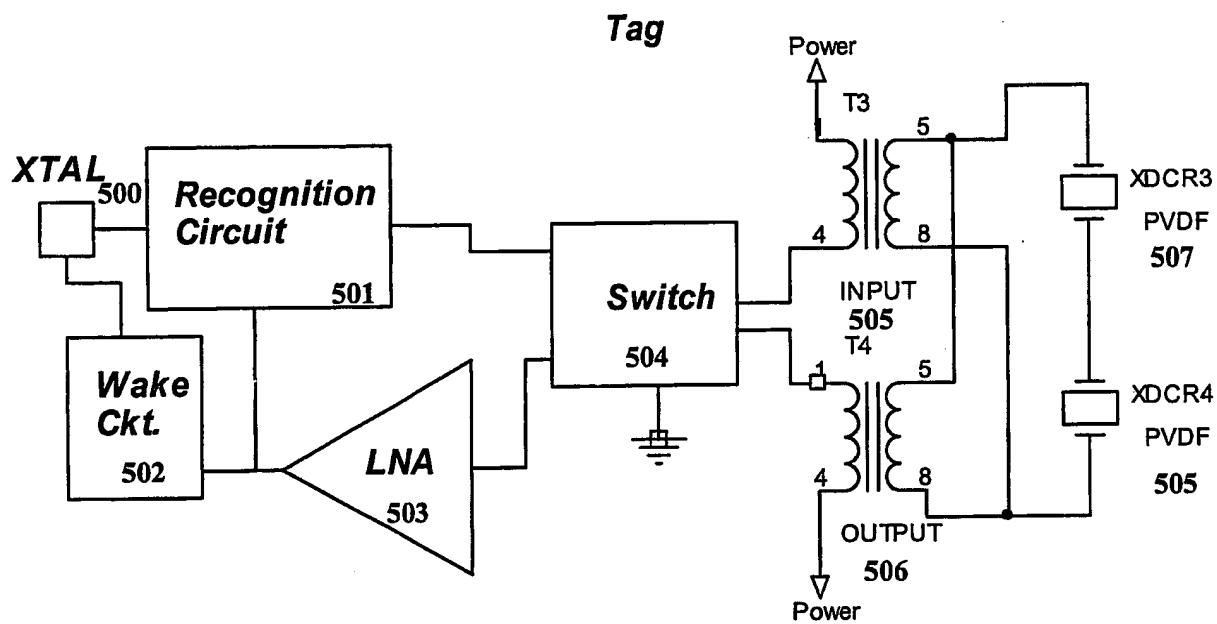 Tag
Power
T3
1
5
4
8
XTAL
500
Recognition
Circuit
501
Switch
504
INPUT
505
T4
XDCR3
PVDF
507
Wake
Ckt.
502
LNA
503
1
5
4
8
XDCR4
PVDF
505
OUTPUT
506
Power